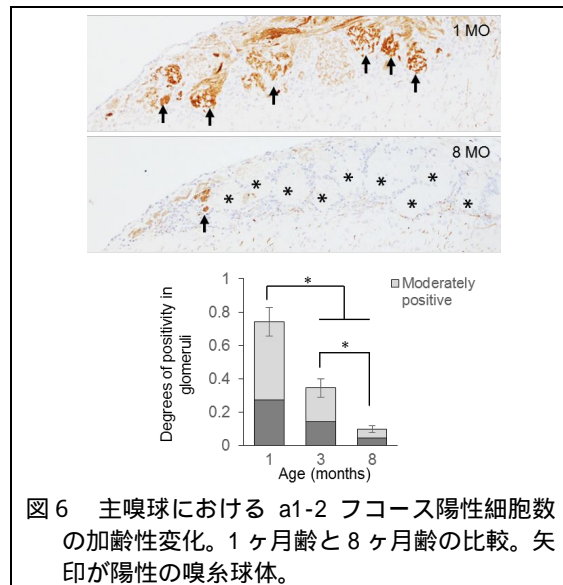 1 MO
8 MO
* * * * * * * * *
Degrees of positivity in
glomeruli
1
0.8
0.6
0.4
0.2
0
*
*
Moderately
positive
1 3 8
Age (months)
図6 主嗅球における a1-2 フコース陽性細胞数
の加齢性変化。1 ヶ月齢と 8 ヶ月齢の比較。矢
印が陽性の嗅糸球体。